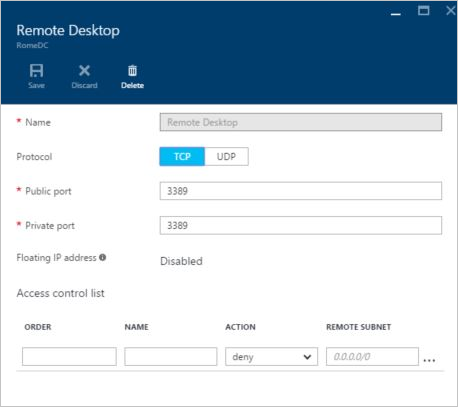 Remote Desktop
RomeDC
Save Discard Delete
* Name Remote Desktop
Protocol TCP UDP
* Public port 3389
* Private port 3389
Floating IP address Disabled
Access control list
ORDER NAME ACTION REMOTE SUBNET
deny 0.0.0.0/0 ...